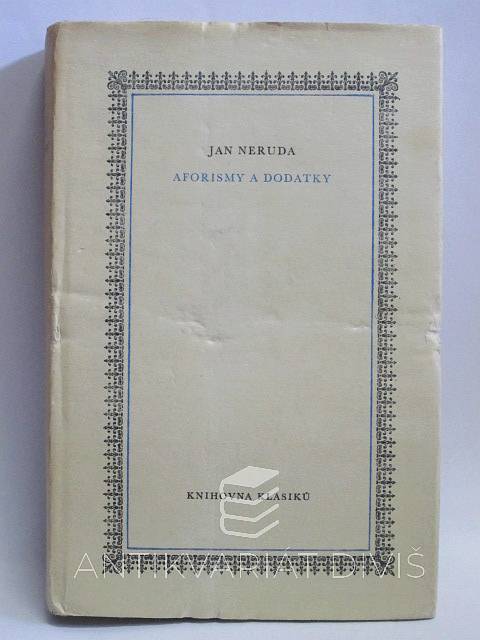 JAN NERUDA
AFORISMY A DODATKY
KNIHOVNA KLASIKŮ
ANTIKVARIÁT DIVIŠ